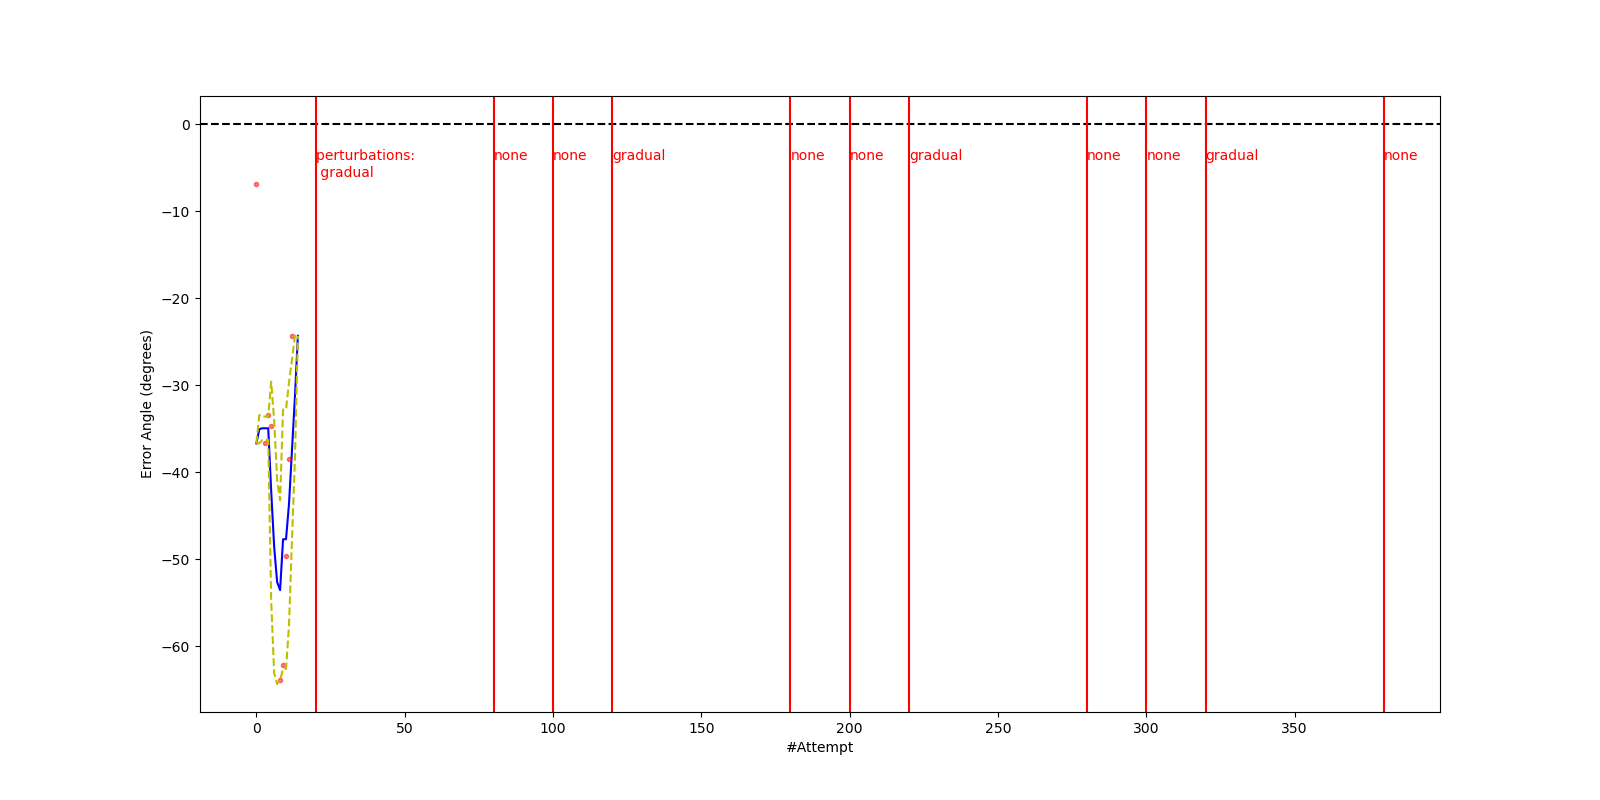 0
−10
−20
−30
−40
−50
−60
Error Angle (degrees)
perturbations:
gradual
none
none
gradual
none
none
gradual
none
none
gradual
none
0 50 100 150 200 250 300 350
#Attempt